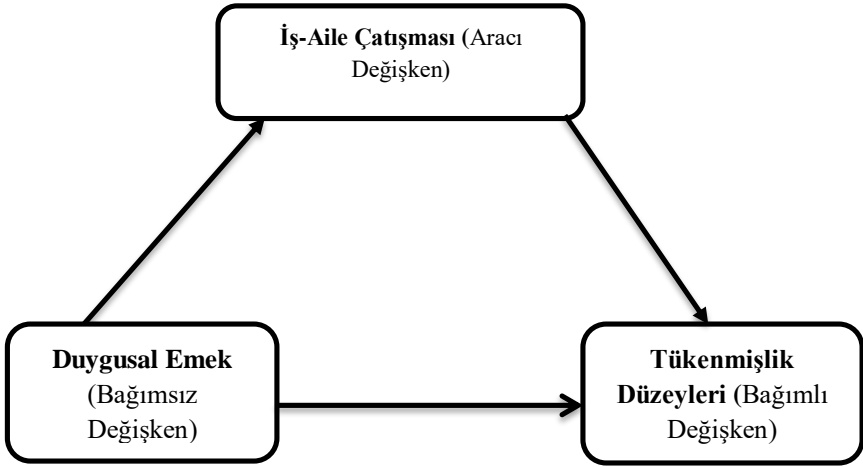 İş-Aile Çatışması (Aracı
Değişken)
Duygusal Emek
(Bağımsız
Değişken)
Tükenmişlik
Düzeyleri (Bağımlı
Değişken)